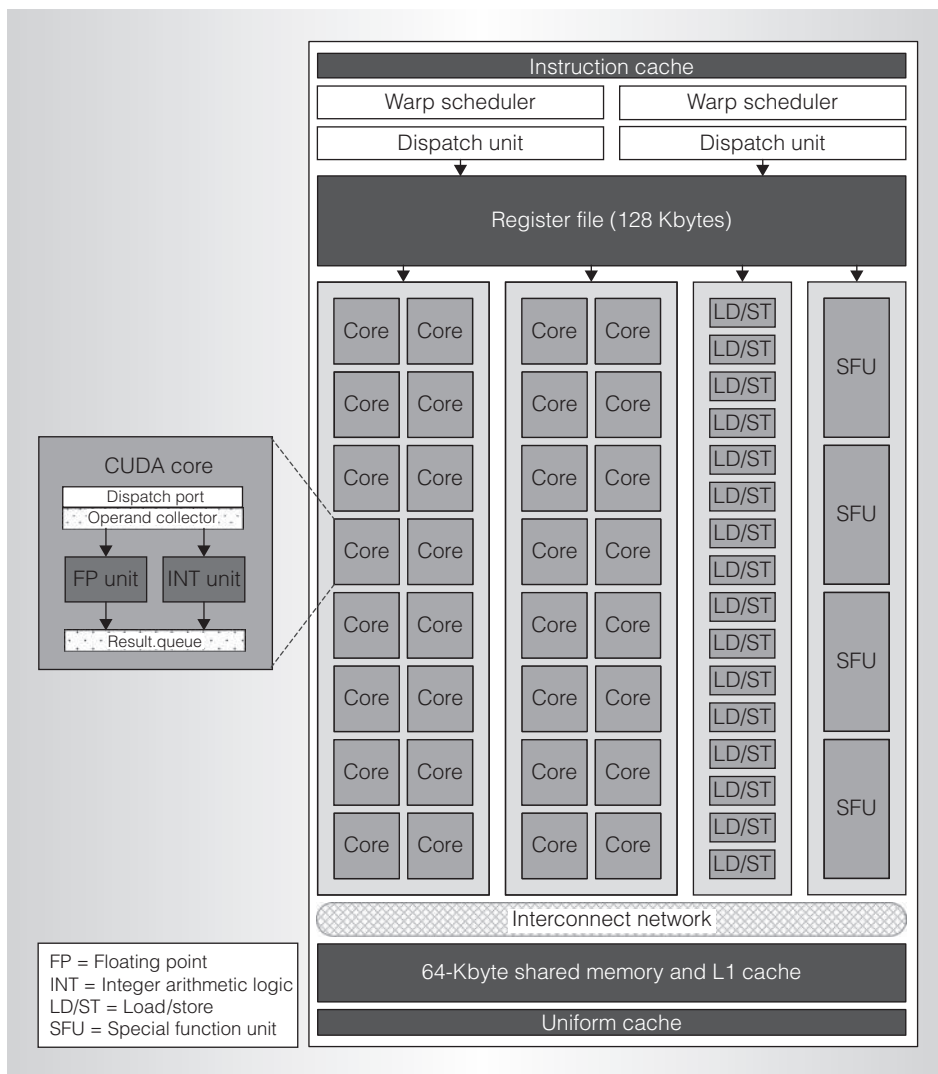 Instruction cache
Warp scheduler Warp scheduler
Dispatch unit Dispatch unit
Register file (128 Kbytes)
Core Core Core Core LD/ST
LD/ST
SFU
Core Core Core Core LD/ST
LD/ST
Core Core Core Core LD/ST
LD/ST
SFU
Core Core Core Core LD/ST
LD/ST
Core Core Core Core LD/ST
LD/ST
SFU
Core Core Core Core LD/ST
LD/ST
Core Core Core Core LD/ST
LD/ST
SFU
Core Core Core Core LD/ST
LD/ST
CUDA core
Dispatch port
Operand collector
FP unit INT unit
Result queue
Interconnect network
64-Kbyte shared memory and L1 cache
Uniform cache
FP = Floating point
INT = Integer arithmetic logic
LD/ST = Load/store
SFU = Special function unit